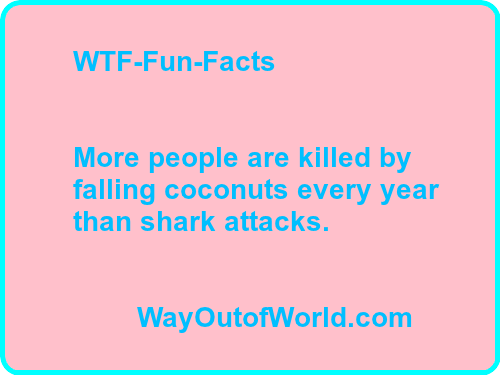 WTF-Fun-Facts
More people are killed by
falling coconuts every year
than shark attacks.
WayOutofWorld.com